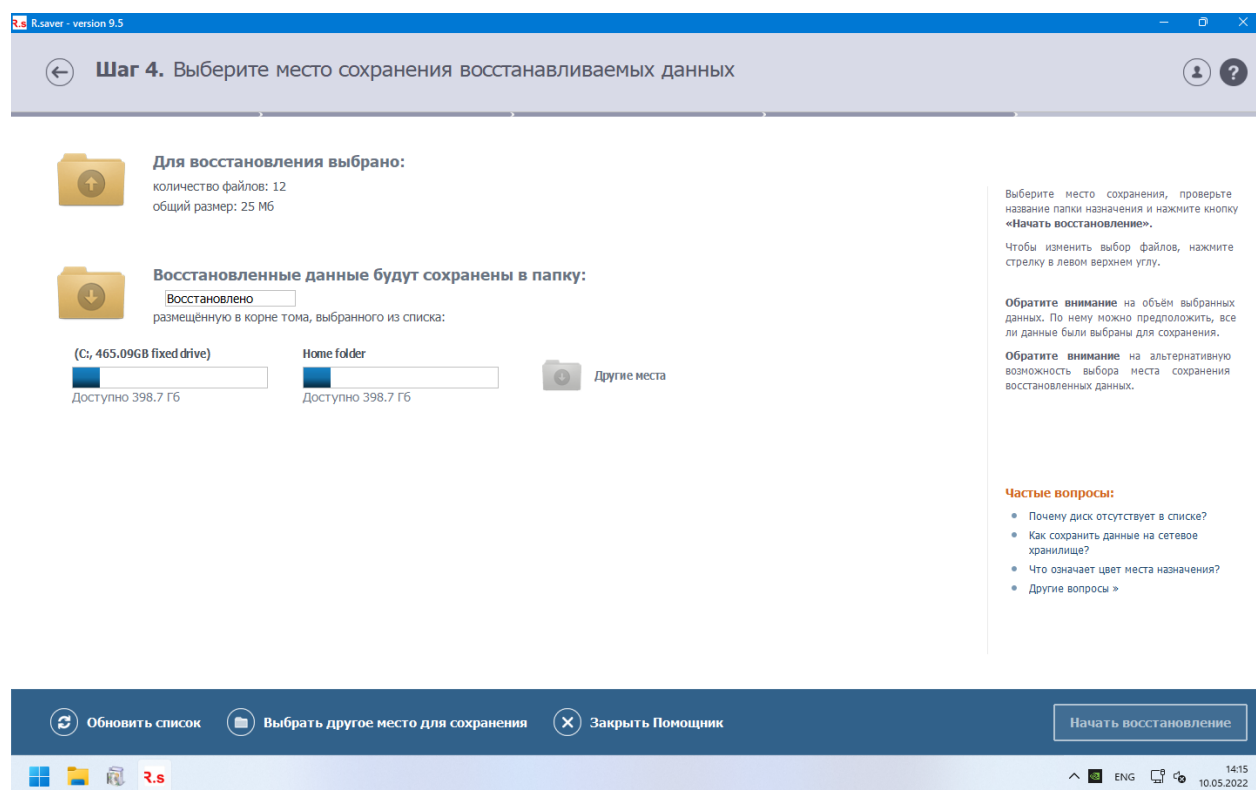 R.s R.saver - version 9.5
Шаг 4. Выберите место сохранения восстанавливаемых данных
?
Для восстановления выбрано:
количество файлов: 12
общий размер: 25 Мб
Восстановленные данные будут сохранены в папку:
Восстановлено
размещённую в корне тома, выбранного из списка:
(C:, 465.09GB fixed drive)
Доступно 398.7 Гб
Home folder
Доступно 398.7 Гб
Другие места
Выберите место сохранения, проверьте
название папки назначения и нажмите кнопку
«Начать восстановление».
Чтобы изменить выбор файлов, нажмите
стрелку в левом верхнем углу.
Обратите внимание на объём выбранных
данных. По нему можно предположить, все
ли данные были выбраны для сохранения.
Обратите внимание на альтернативную
возможность выбора места сохранения
восстановленных данных.
Частые вопросы:
Почему диск отсутствует в списке?
Как сохранить данные на сетевое
хранилище?
Что означает цвет места назначения?
Другие вопросы »
Обновить список
Выбрать другое место для сохранения
Закрыть Помощник
Начать восстановление
R.s
ENG
14:15
10.05.2022